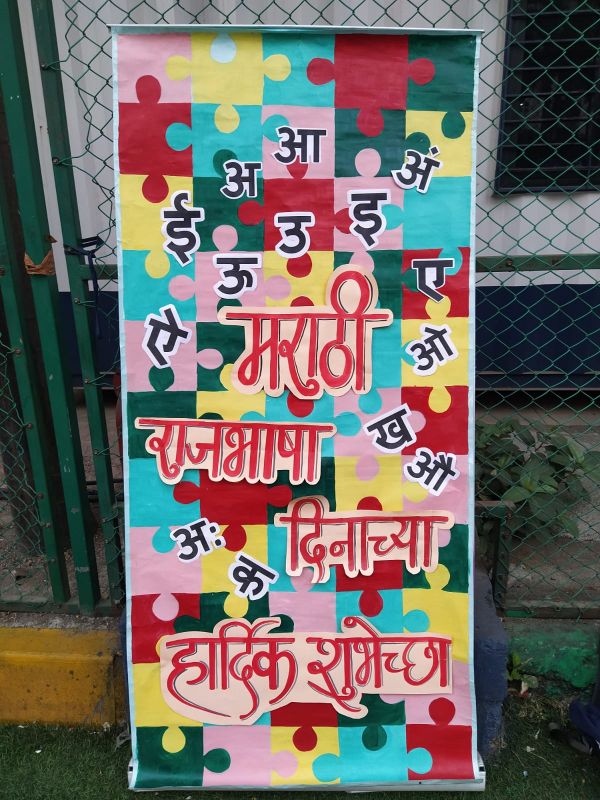 आ
अ
अं
ई
उ
इ
ऊ
ए
ऐ
ओ
मराठी
ख
राजभाषा
औ
अः
दिनाच्या
क
हार्दिक शुभेच्छा